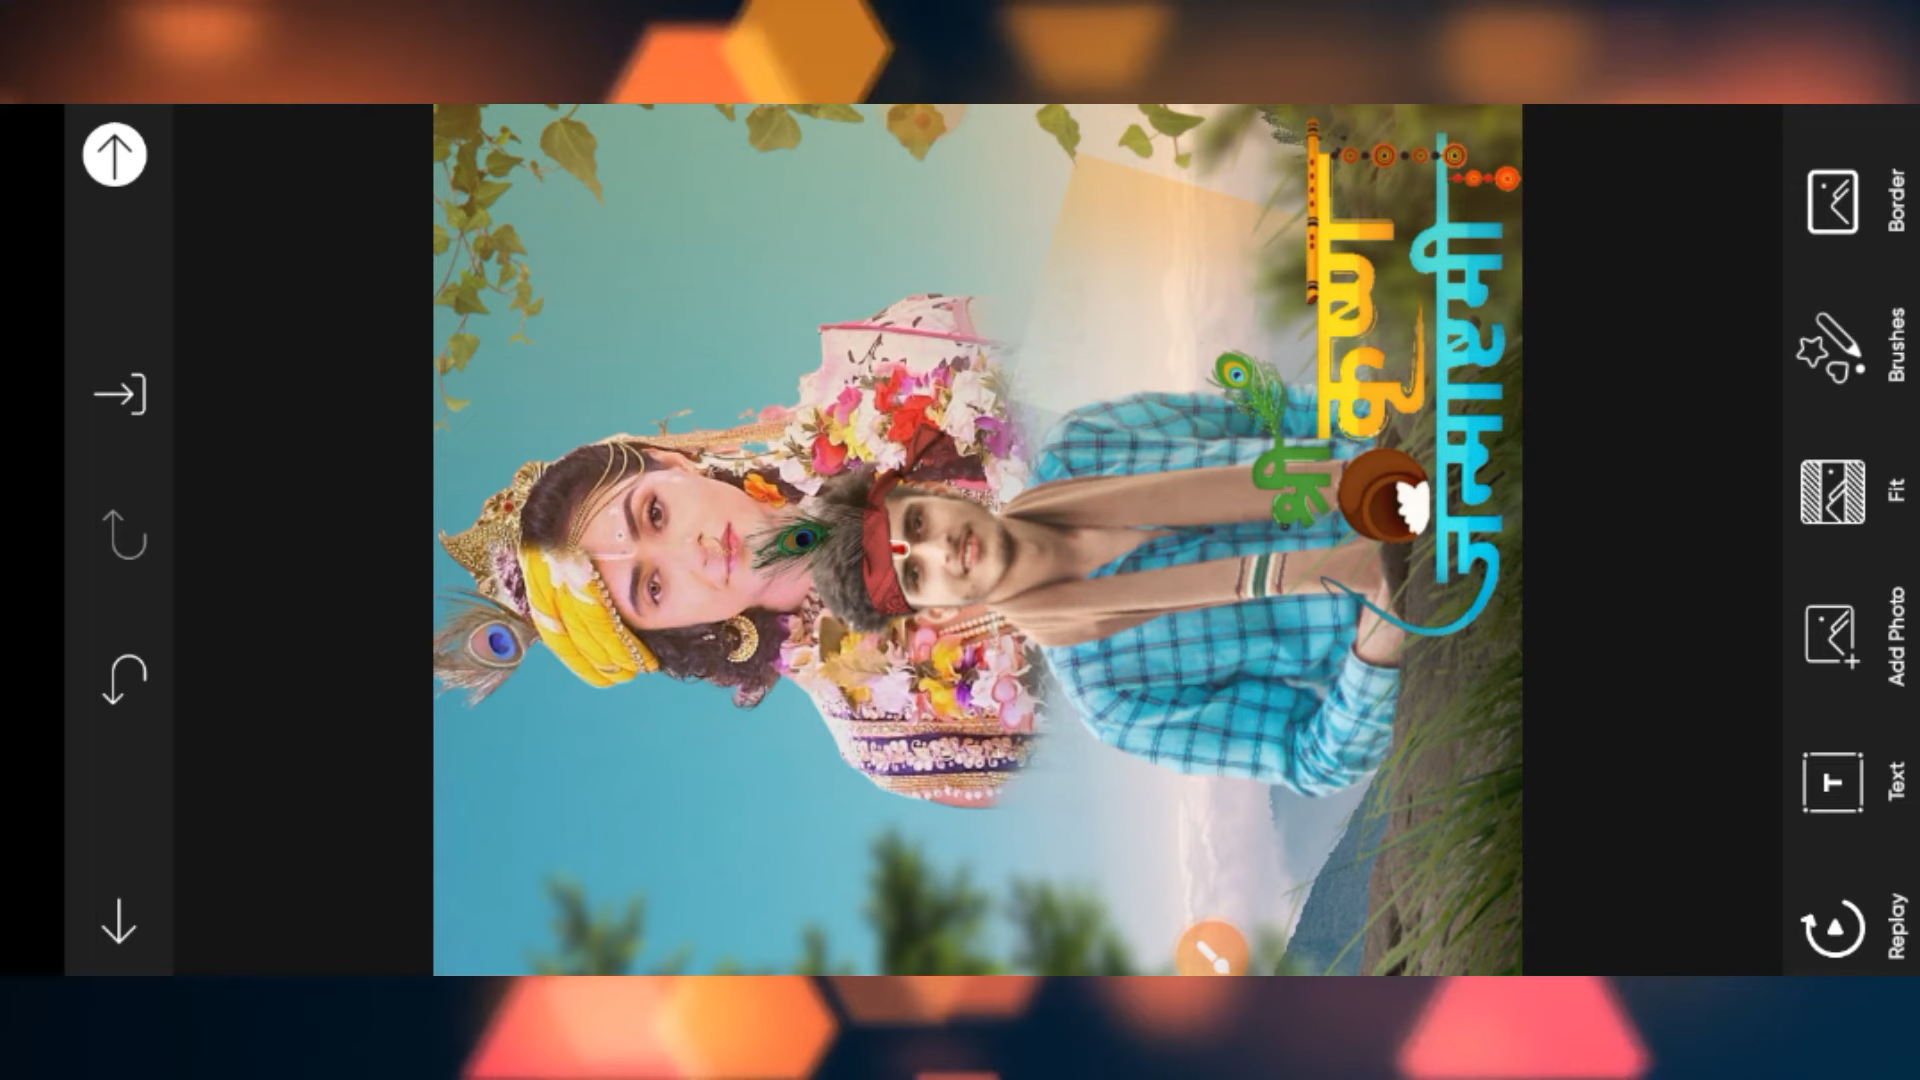 श्री
कृष्ण
जन्माष्टमी
Replay
Text
Add Photo
Fit
Brushes
Border